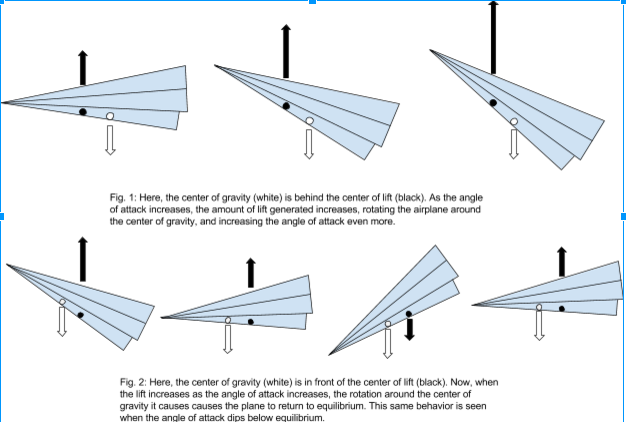 Fig. 1: Here, the center of gravity (white) is behind the center of lift (black). As the angle
of attack increases, the amount of lift generated increases, rotating the airplane around
the center of gravity, and increasing the angle of attack even more.
Fig. 2: Here, the center of gravity (white) is in front of the center of lift (black). Now, when
the lift increases as the angle of attack increases, the rotation around the center of
gravity it causes causes the plane to return to equilibrium. This same behavior is seen
when the angle of attack dips below equilibrium.